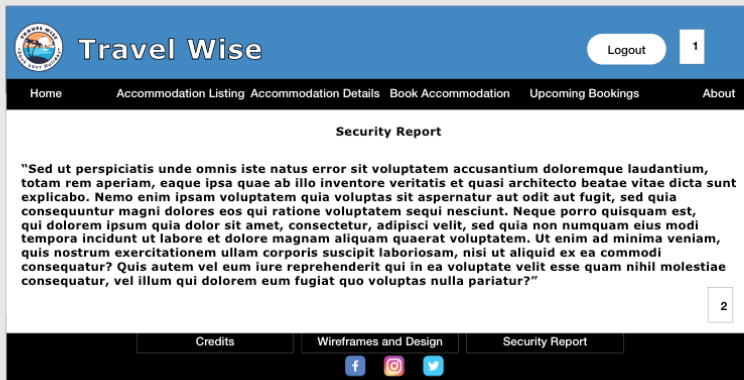 TRAVEL WISE
Travel Wise
Logout
1
Home Accommodation Listing Accommodation Details Book Accommodation Upcoming Bookings About
Security Report
“Sed ut perspiciatis unde omnis iste natus error sit voluptatem accusantium doloremque laudantium,
totam rem aperiam, eaque ipsa quae ab illo inventore veritatis et quasi architecto beatae vitae dicta sunt
explicabo. Nemo enim ipsam voluptatem quia voluptas sit aspernatur aut odit aut fugit, sed quia
consequuntur magni dolores eos qui ratione voluptatem sequi nesciunt. Neque porro quisquam est,
qui dolorem ipsum quia dolor sit amet, consectetur, adipisci velit, sed quia non numquam eius modi
tempora incidunt ut labore et dolore magnam aliquam quaerat voluptatem. Ut enim ad minima veniam,
quis nostrum exercitationem ullam corporis suscipit laboriosam, nisi ut aliquid ex ea commodi
consequatur? Quis autem vel eum iure reprehenderit qui in ea voluptate velit esse quam nihil molestiae
consequatur, vel illum qui dolorem eum fugiat quo voluptas nulla pariatur?”
2
Credits Wireframes and Design Security Report